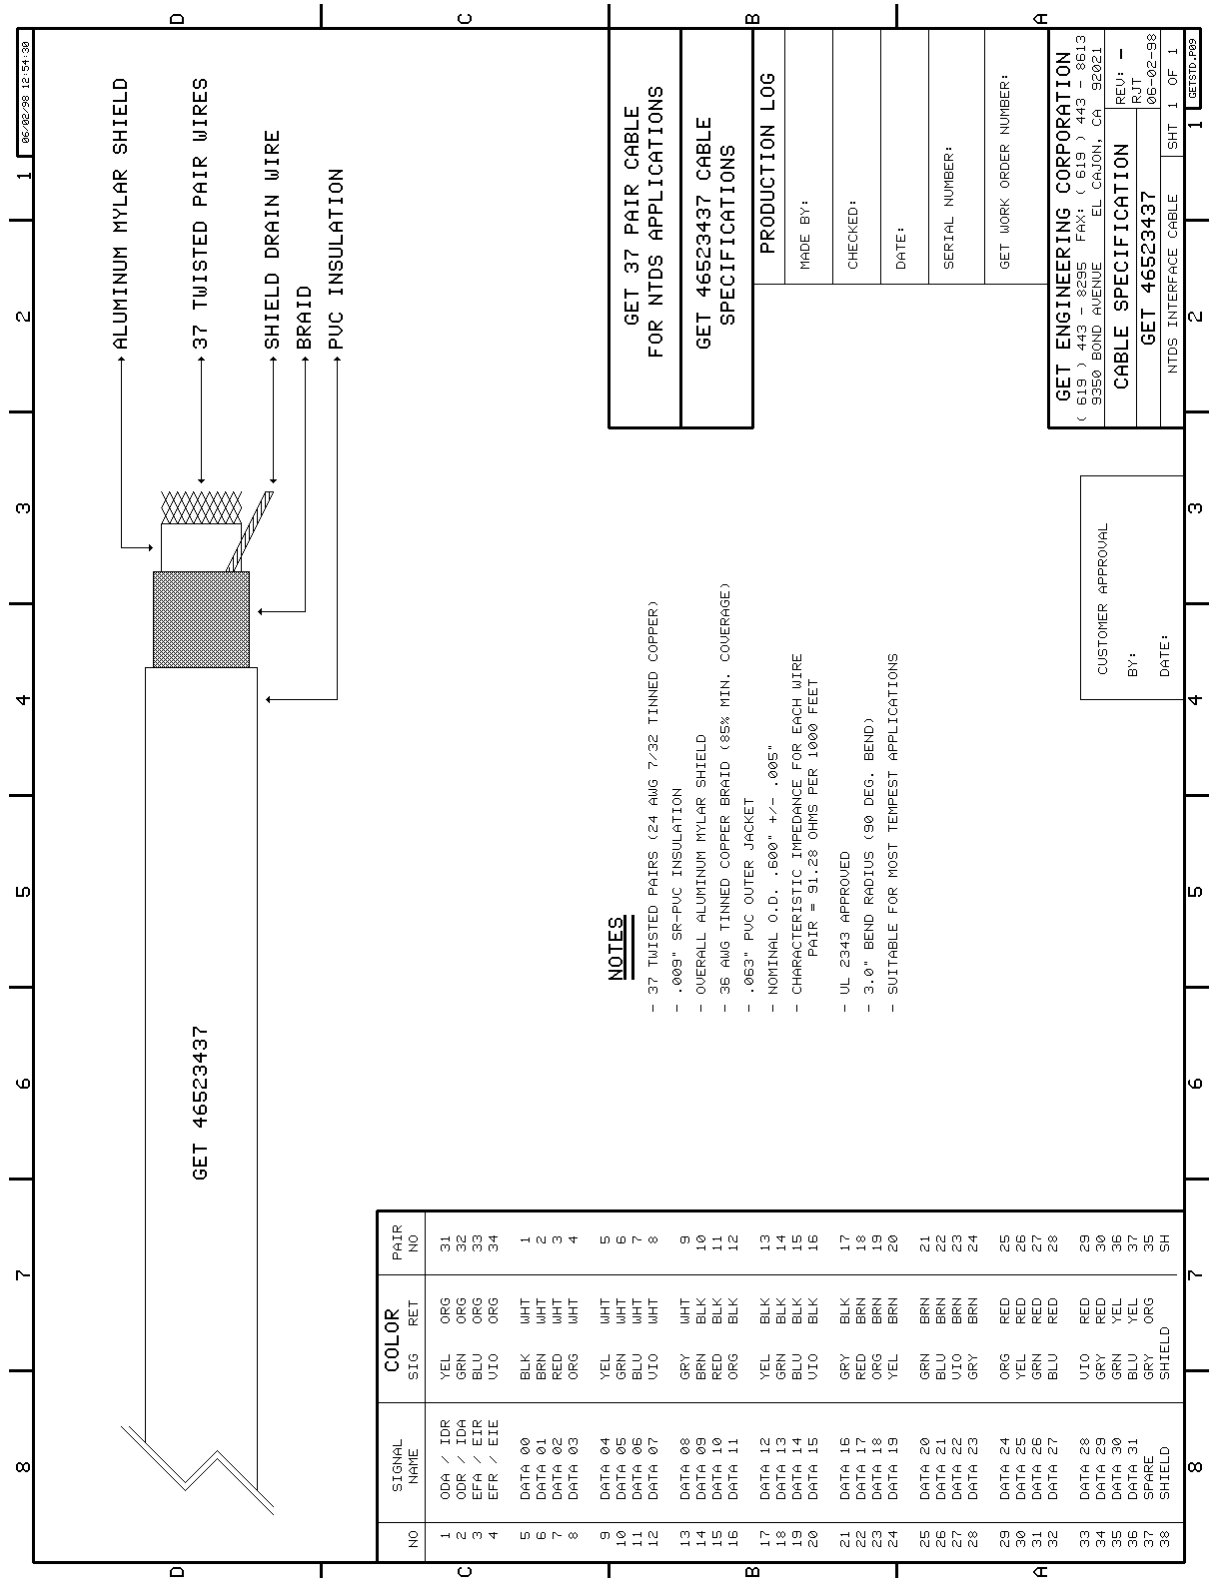 06/02/98 12:54:30
8 7 6 5 4 3 2 1
D
C
B
A
ALUMINUM MYLAR SHIELD
37 TWISTED PAIR WIRES
SHIELD DRAIN WIRE
BRAID
PVC INSULATION
GET 46523437
NO SIGNAL NAME COLOR SIG RET PAIR NO
1 ODA / IDR YEL ORG 31
2 ODR / IDA GRN ORG 32
3 EFA / EIR BLU ORG 33
4 EFR / EIE VIO ORG 34
5 DATA 00 BLK WHT 1
6 DATA 01 BRN WHT 2
7 DATA 02 RED WHT 3
8 DATA 03 ORG WHT 4
9 DATA 04 YEL WHT 5
10 DATA 05 GRN WHT 6
11 DATA 06 BLU WHT 7
12 DATA 07 VIO WHT 8
13 DATA 08 GRY WHT 9
14 DATA 09 BRN BLK 10
15 DATA 10 RED BLK 11
16 DATA 11 ORG BLK 12
17 DATA 12 YEL BLK 13
18 DATA 13 GRN BLK 14
19 DATA 14 BLU BLK 15
20 DATA 15 VIO BLK 16
21 DATA 16 GRY BLK 17
22 DATA 17 RED BRN 18
23 DATA 18 ORG BRN 19
24 DATA 19 YEL BRN 20
25 DATA 20 GRN BRN 21
26 DATA 21 BLU BRN 22
27 DATA 22 VIO BRN 23
28 DATA 23 GRY BRN 24
29 DATA 24 ORG RED 25
30 DATA 25 YEL RED 26
31 DATA 26 GRN RED 27
32 DATA 27 BLU RED 28
33 DATA 28 VIO RED 29
34 DATA 29 GRY RED 30
35 DATA 30 GRN YEL 36
36 DATA 31 BLU YEL 37
37 SPARE GRY ORG 35
38 SHIELD SHIELD SH
NOTES
- 37 TWISTED PAIRS (24 AWG 7/32 TINNED COPPER)
- .009" SR-PVC INSULATION
- OVERALL ALUMINUM MYLAR SHIELD
- 36 AWG TINNED COPPER BRAID (85% MIN. COVERAGE)
- .063" PVC OUTER JACKET
- NOMINAL O.D. .600" +/- .005"
- CHARACTERISTIC IMPEDANCE FOR EACH WIRE
PAIR = 91.28 OHMS PER 1000 FEET
- UL 2343 APPROVED
- 3.0" BEND RADIUS (90 DEG. BEND)
- SUITABLE FOR MOST TEMPEST APPLICATIONS
GET 37 PAIR CABLE
FOR NTDS APPLICATIONS
GET 46523437 CABLE
SPECIFICATIONS
PRODUCTION LOG
MADE BY:
CHECKED:
DATE:
SERIAL NUMBER:
GET WORK ORDER NUMBER:
CUSTOMER APPROVAL
BY:
DATE:
GET ENGINEERING CORPORATION
( 619 ) 443 - 8295 FAX: ( 619 ) 443 - 8613
9350 BOND AVENUE EL CAJON, CA 92021
CABLE SPECIFICATION
REV: -
RJT
GET 46523437
06-02-98
NTDS INTERFACE CABLE
SHT 1 OF 1
8 7 6 5 4 3 2 1
GETSTD.P09
D
C
B
A